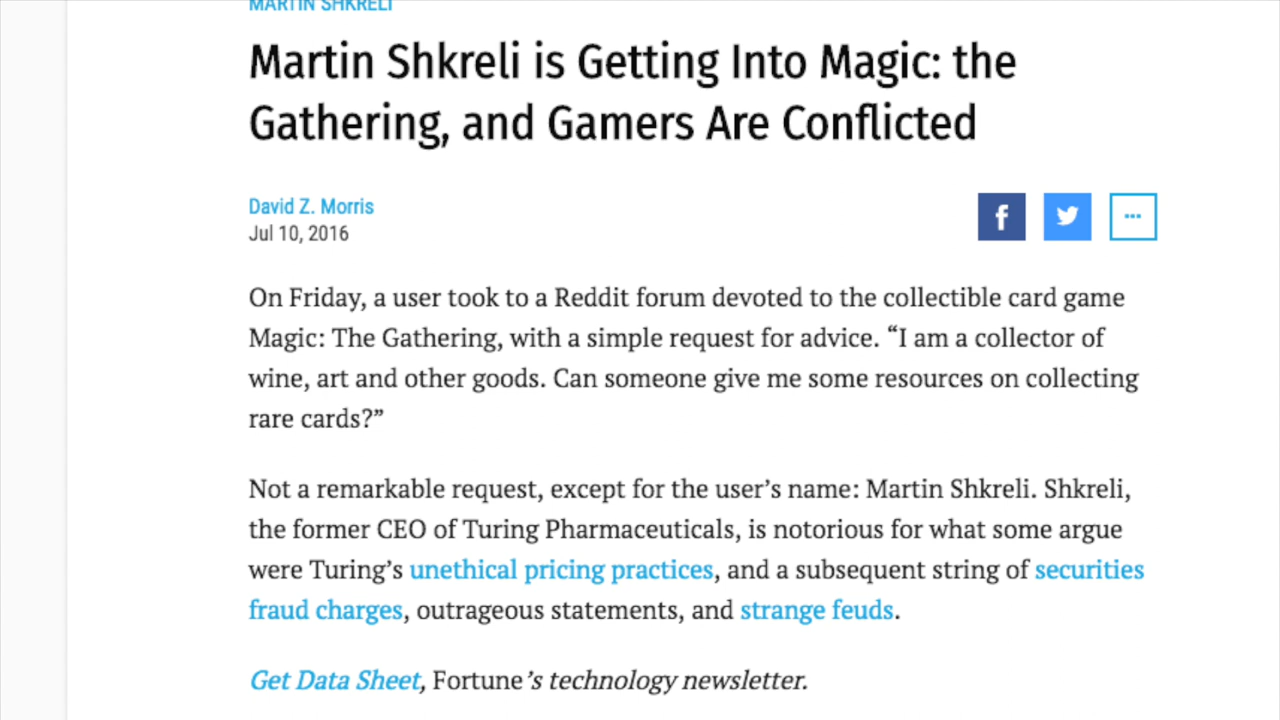 MARTIN SHKRELI
Martin Shkreli is Getting Into Magic: the
Gathering, and Gamers Are Conflicted
David Z. Morris
Jul 10, 2016
On Friday, a user took to a Reddit forum devoted to the collectible card game
Magic: The Gathering, with a simple request for advice. “I am a collector of
wine, art and other goods. Can someone give me some resources on collecting
rare cards?”
Not a remarkable request, except for the user’s name: Martin Shkreli. Shkreli,
the former CEO of Turing Pharmaceuticals, is notorious for what some argue
were Turing’s unethical pricing practices, and a subsequent string of securities
fraud charges, outrageous statements, and strange feuds.
Get Data Sheet, Fortune’s technology newsletter.